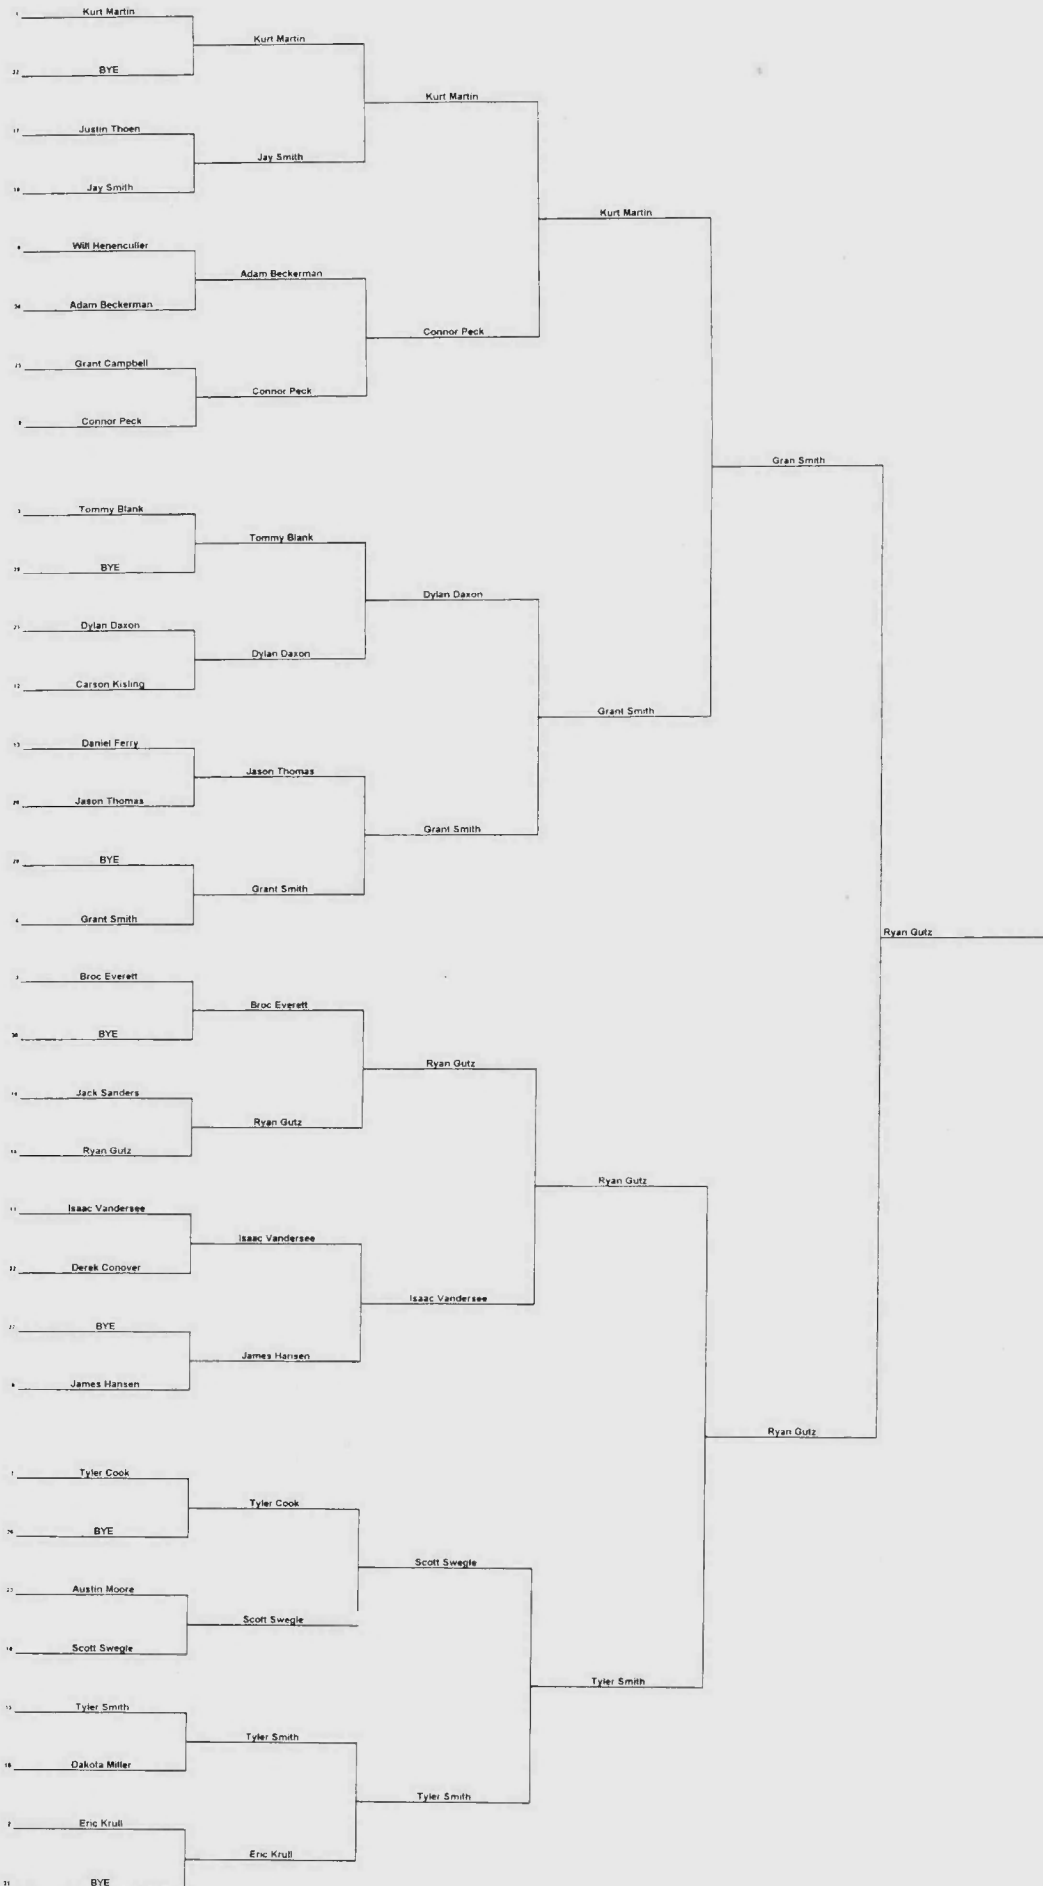 Kurt Martin
Kurt Martin
BYE
Kurt Martin
Justin Thoen
Jay Smith
Jay Smith
Kurt Martin
Will Henenculler
Adam Beckerman
Adam Beckerman
Connor Peck
Grant Campbell
Connor Peck
Connor Peck
Gran Smith
Tommy Blank
Tommy Blank
BYE
Dylan Daxon
Dylan Daxon
Dylan Daxon
Carson Kisling
Grant Smith
Daniel Ferry
Jason Thomas
Jason Thomas
Grant Smith
BYE
Grant Smith
Grant Smith
Ryan Gutz
Broc Everett
Broc Everett
BYE
Ryan Gutz
Jack Sanders
Ryan Gutz
Ryan Gutz
Ryan Gutz
Isaac Vandersee
Isaac Vandersee
Derek Conover
Isaac Vandersee
BYE
James Hansen
James Hansen
Ryan Gutz
Tyler Cook
Tyler Cook
BYE
Scott Swegle
Austin Moore
Scott Swegle
Scott Swegle
Tyler Smith
Tyler Smith
Tyler Smith
Dakota Miller
Tyler Smith
Eric Krull
Eric Krull
BYE